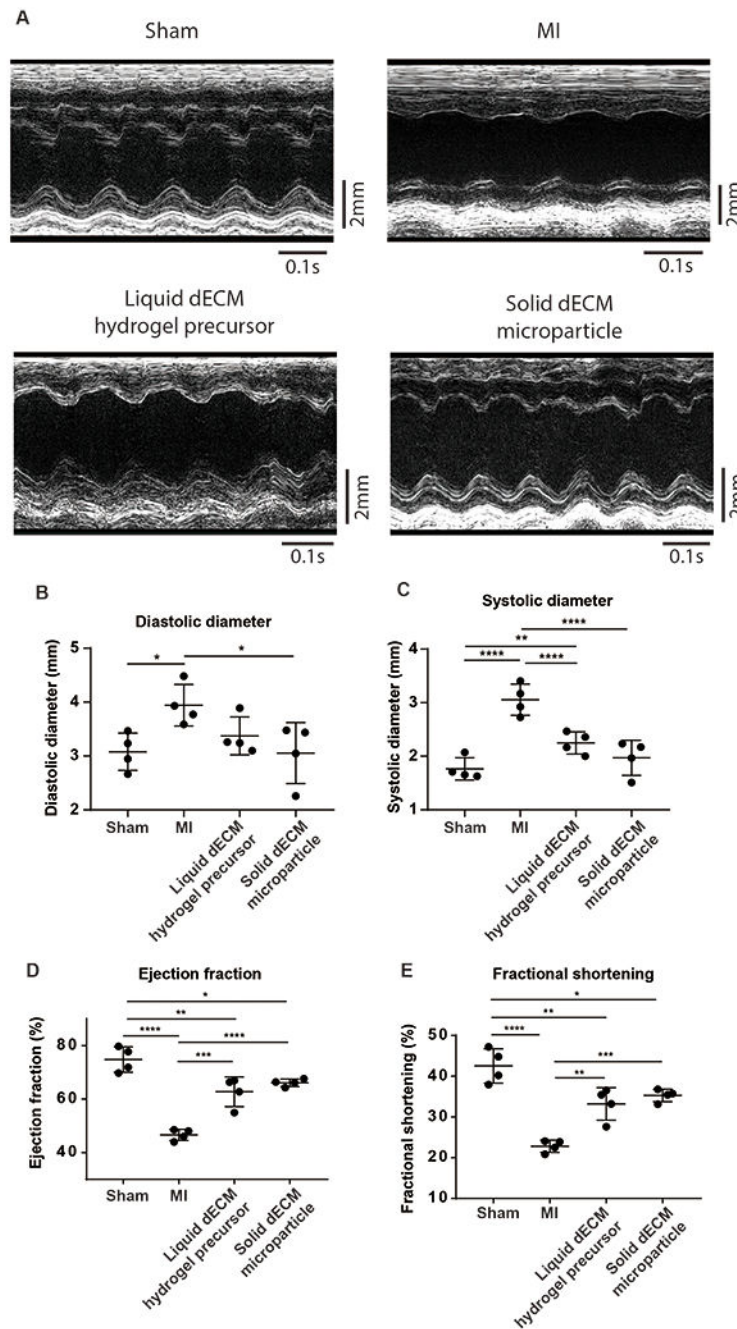 A
Sham
MI
2mm
2mm
0.1s
0.1s
Liquid dECM
hydrogel precursor
Solid dECM
microparticle
2mm
2mm
0.1s
0.1s
B
Diastolic diameter
Diastolic diameter (mm)
5
4
3
2
*
*
Sham
MI
Liquid dECM
hydrogel precursor
Solid dECM
microparticle
C
Systolic diameter
Systolic diameter (mm)
4
3
2
1
****
**
****
****
Sham
MI
Liquid dECM
hydrogel precursor
Solid dECM
microparticle
D
Ejection fraction
Ejection fraction (%)
80
60
40
*
**
****
****
***
Sham
MI
Liquid dECM
hydrogel precursor
Solid dECM
microparticle
E
Fractional shortening
Fractional shortening (%)
50
40
30
20
10
*
**
****
***
**
Sham
MI
Liquid dECM
hydrogel precursor
Solid dECM
microparticle